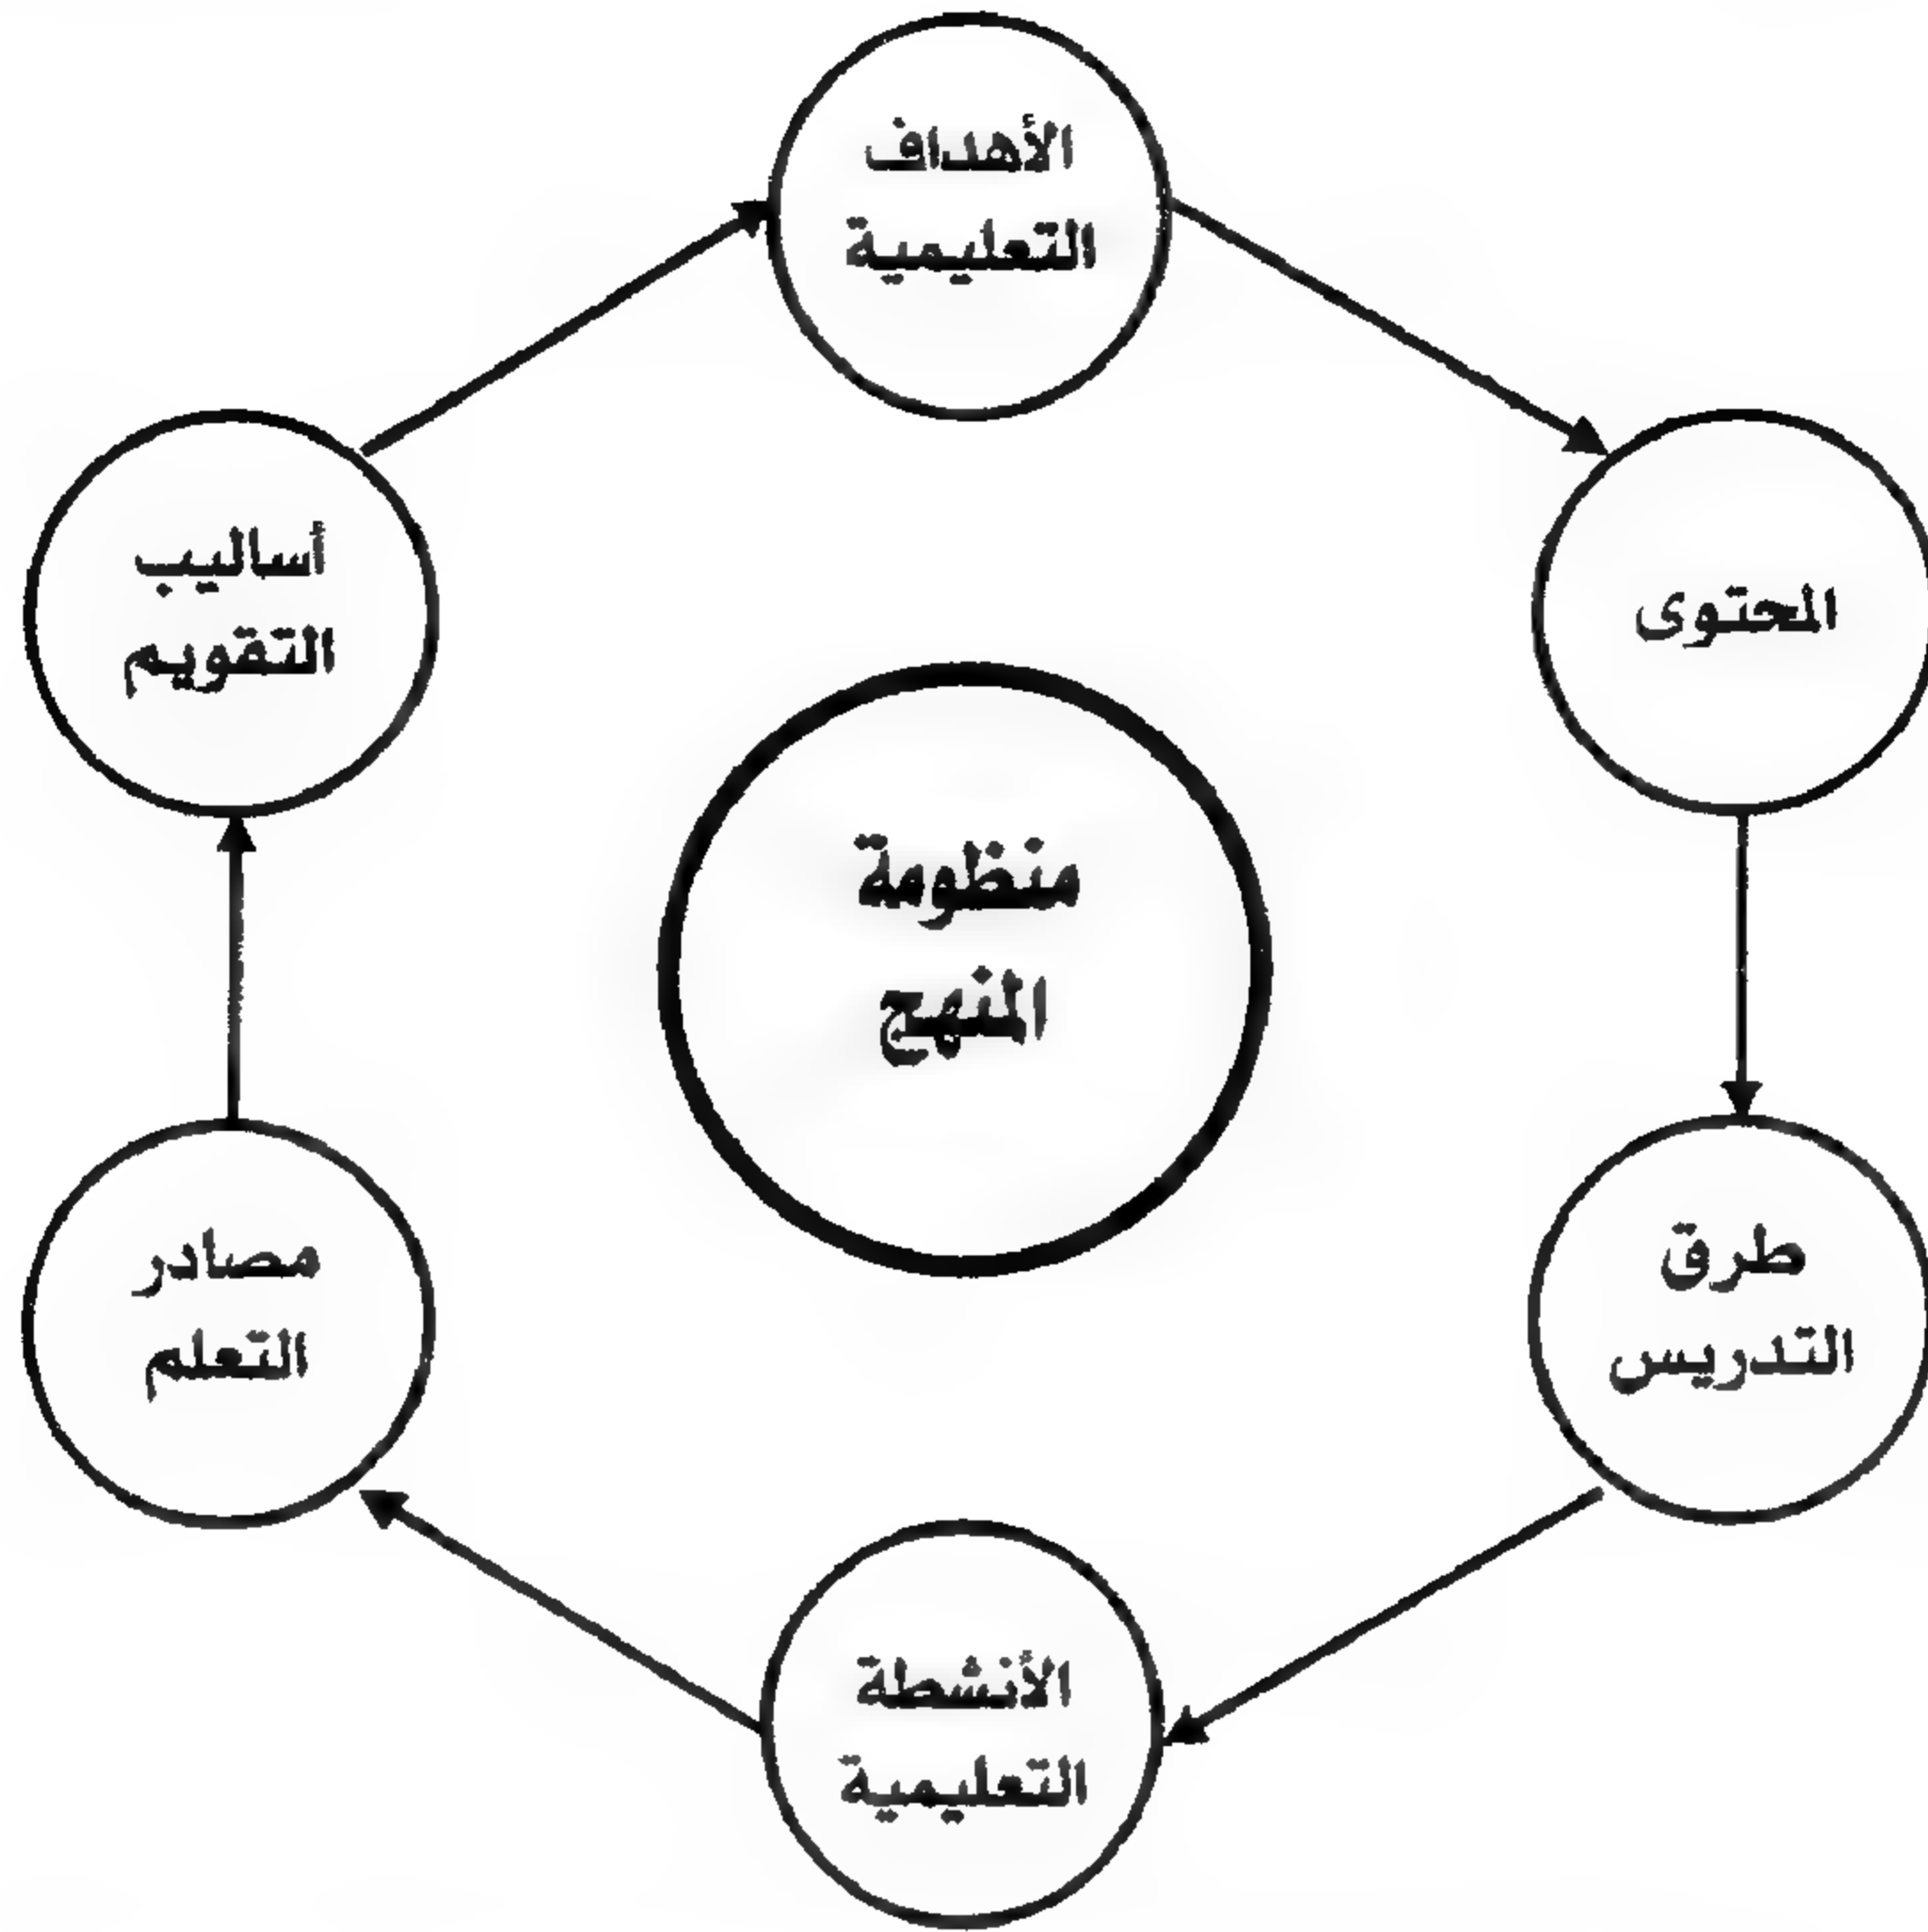 الأهداف
التعليمية
المحتوى
طرق
التدريس
الأنشطة
التعليمية
مصادر
التعلم
أساليب
التقويم
منظومة
المنهج